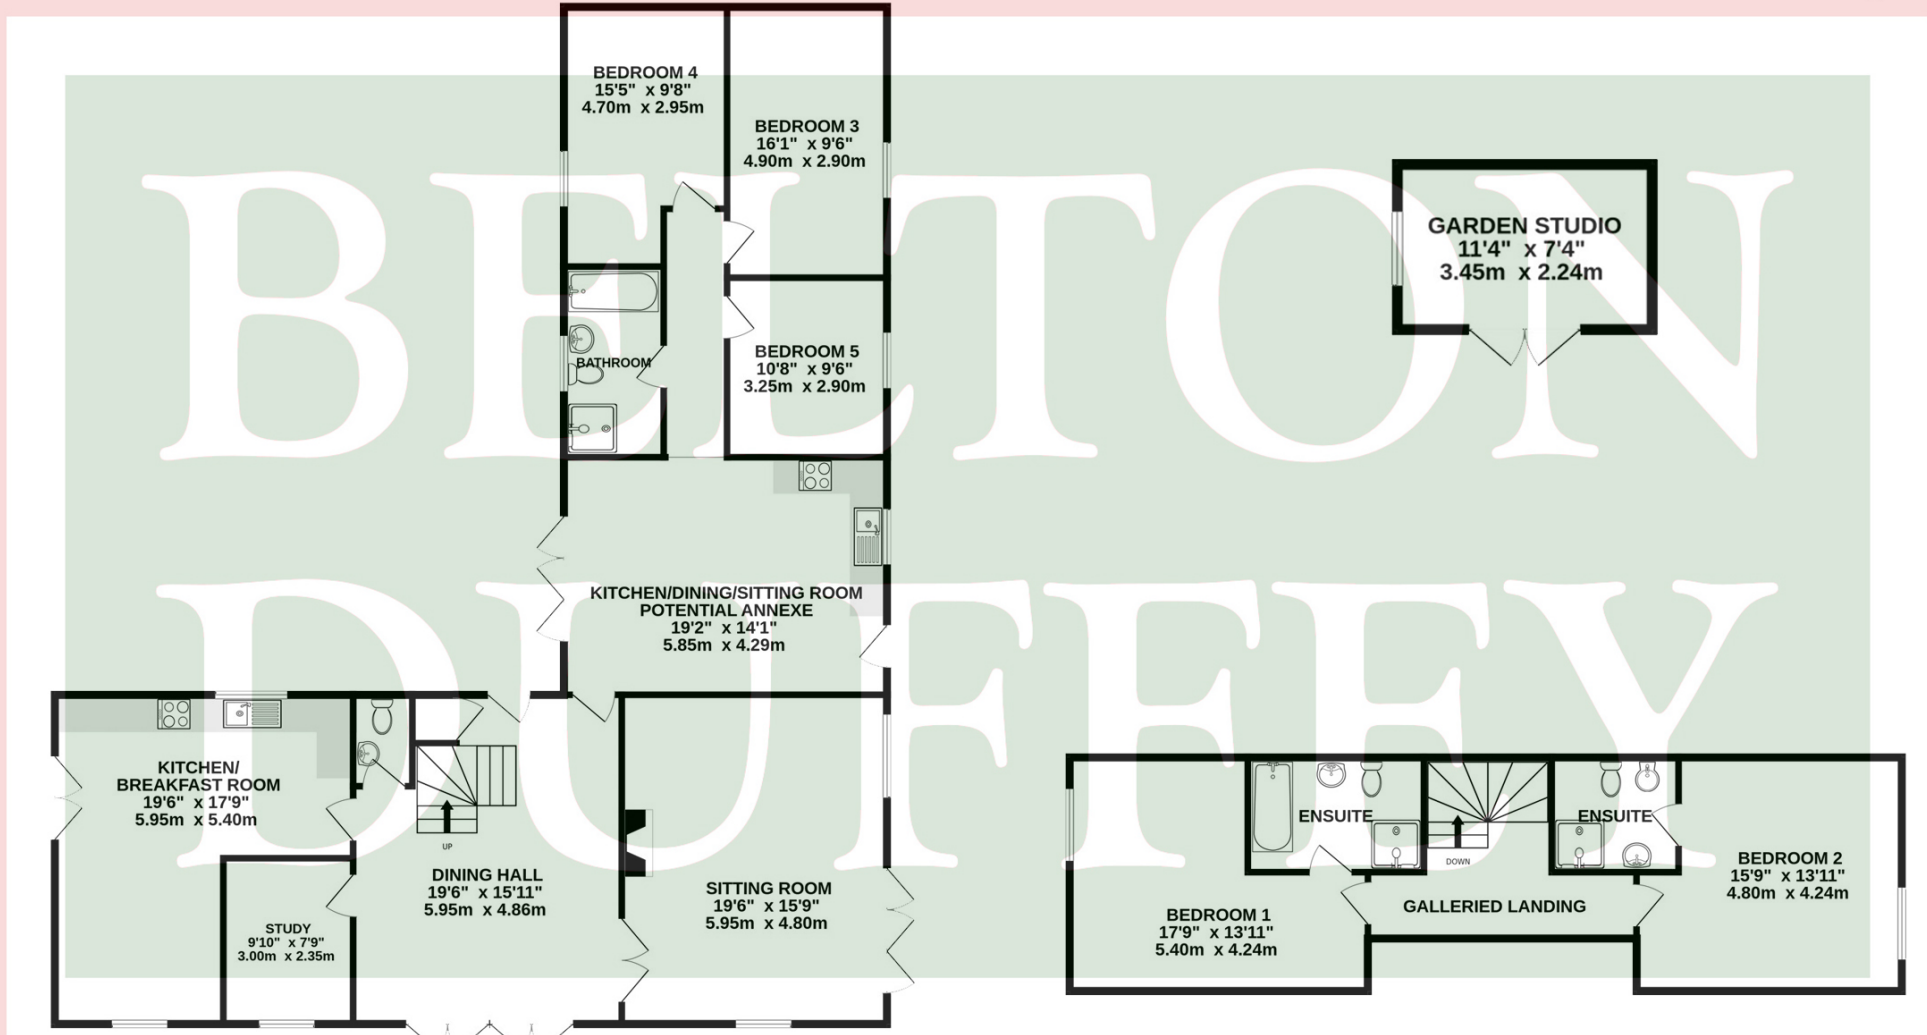 BEDROOM 4
15'5" x 9'8"
4.70m x 2.95m
BEDROOM 3
16'1" x 9'6"
4.90m x 2.90m
GARDEN STUDIO
11'4" x 7'4"
3.45m x 2.24m
BELTON
BATHROOM
BEDROOM 5
10'8" x 9'6"
3.25m x 2.90m
KITCHEN/DINING/SITTING ROOM
POTENTIAL ANNEXE
19'2" x 14'1"
5.85m x 4.29m
DUFFEY
KITCHEN/
BREAKFAST ROOM
19'6" x 17'9"
5.95m x 5.40m
UP
DINING HALL
19'6" x 15'11"
5.95m x 4.86m
STUDY
9'10" x 7'9"
3.00m x 2.35m
SITTING ROOM
19'6" x 15'9"
5.95m x 4.80m
ENSUITE
DOWN
ENSUITE
BEDROOM 2
15'9" x 13'11"
4.80m x 4.24m
GALLERIED LANDING
BEDROOM 1
17'9" x 13'11"
5.40m x 4.24m